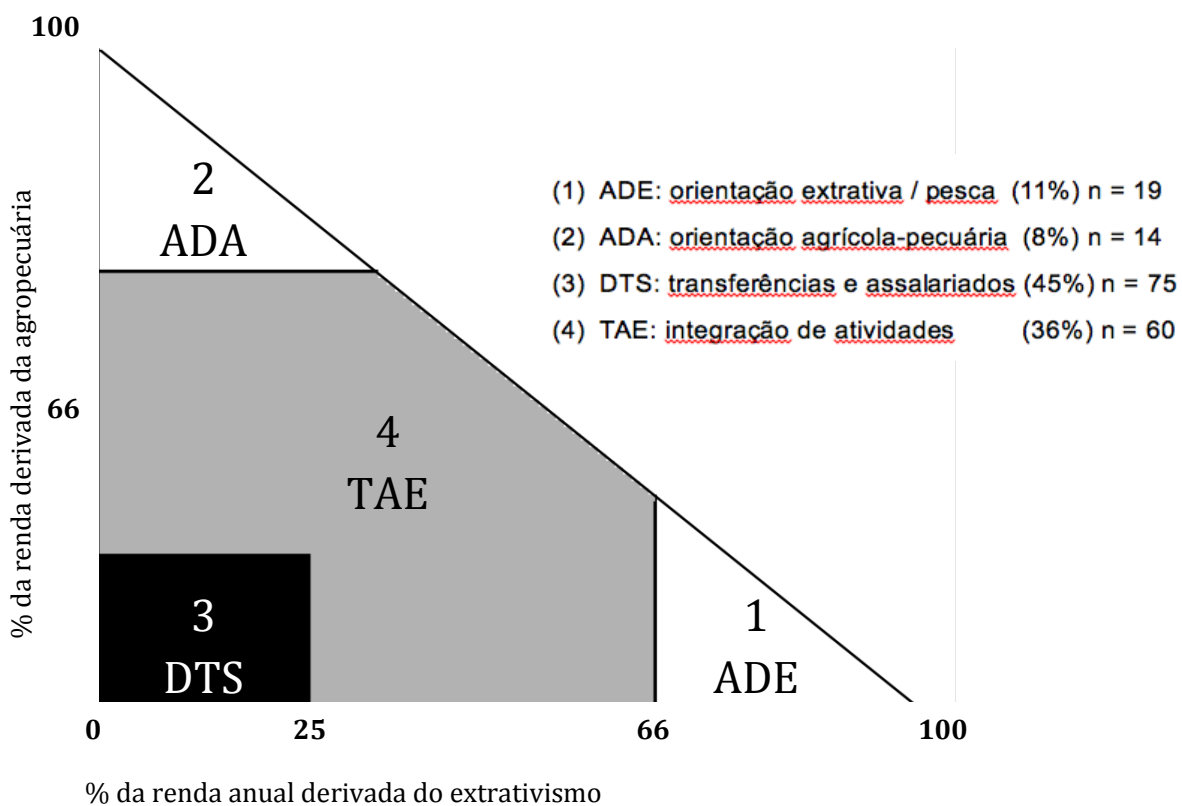 100
2
ADA
(1) ADE: orientação extrativa / pesca (11%) n = 19
(2) ADA: orientação agrícola-pecuária (8%) n = 14
(3) DTS: transferências e assalariados (45%) n = 75
(4) TAE: integração de atividades (36%) n = 60
% da renda derivada da agropecuária
66
4
TAE
3
DTS
1
ADE
0 25 66 100
% da renda anual derivada do extrativismo